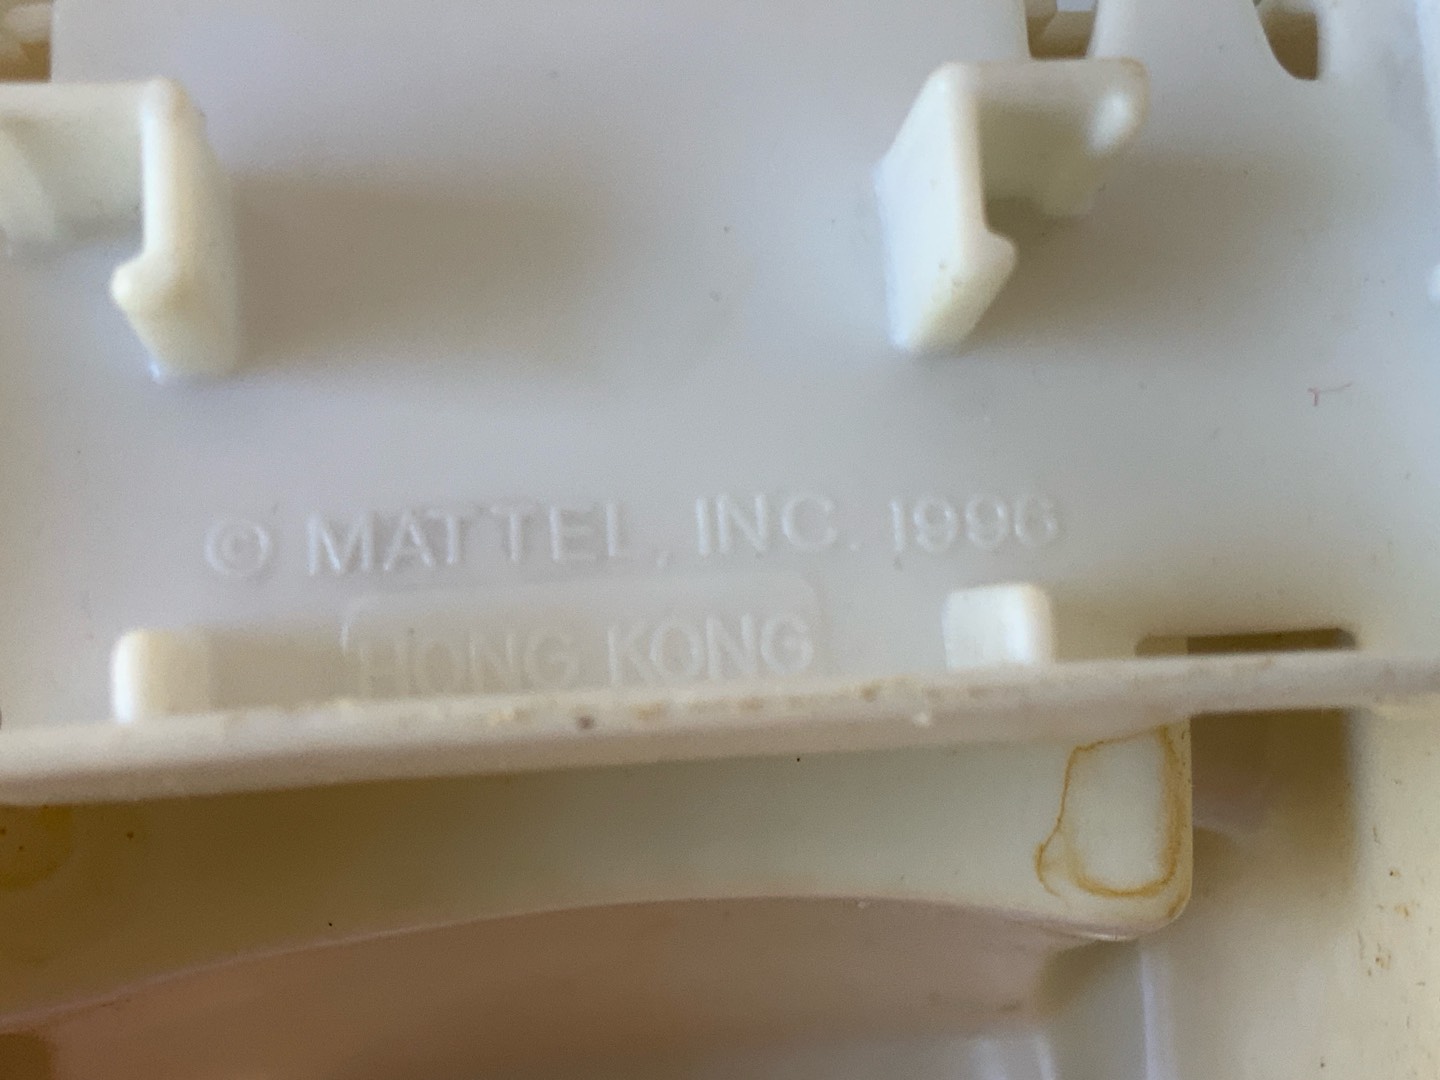 © MATTEL, INC. 1996
HONG KONG